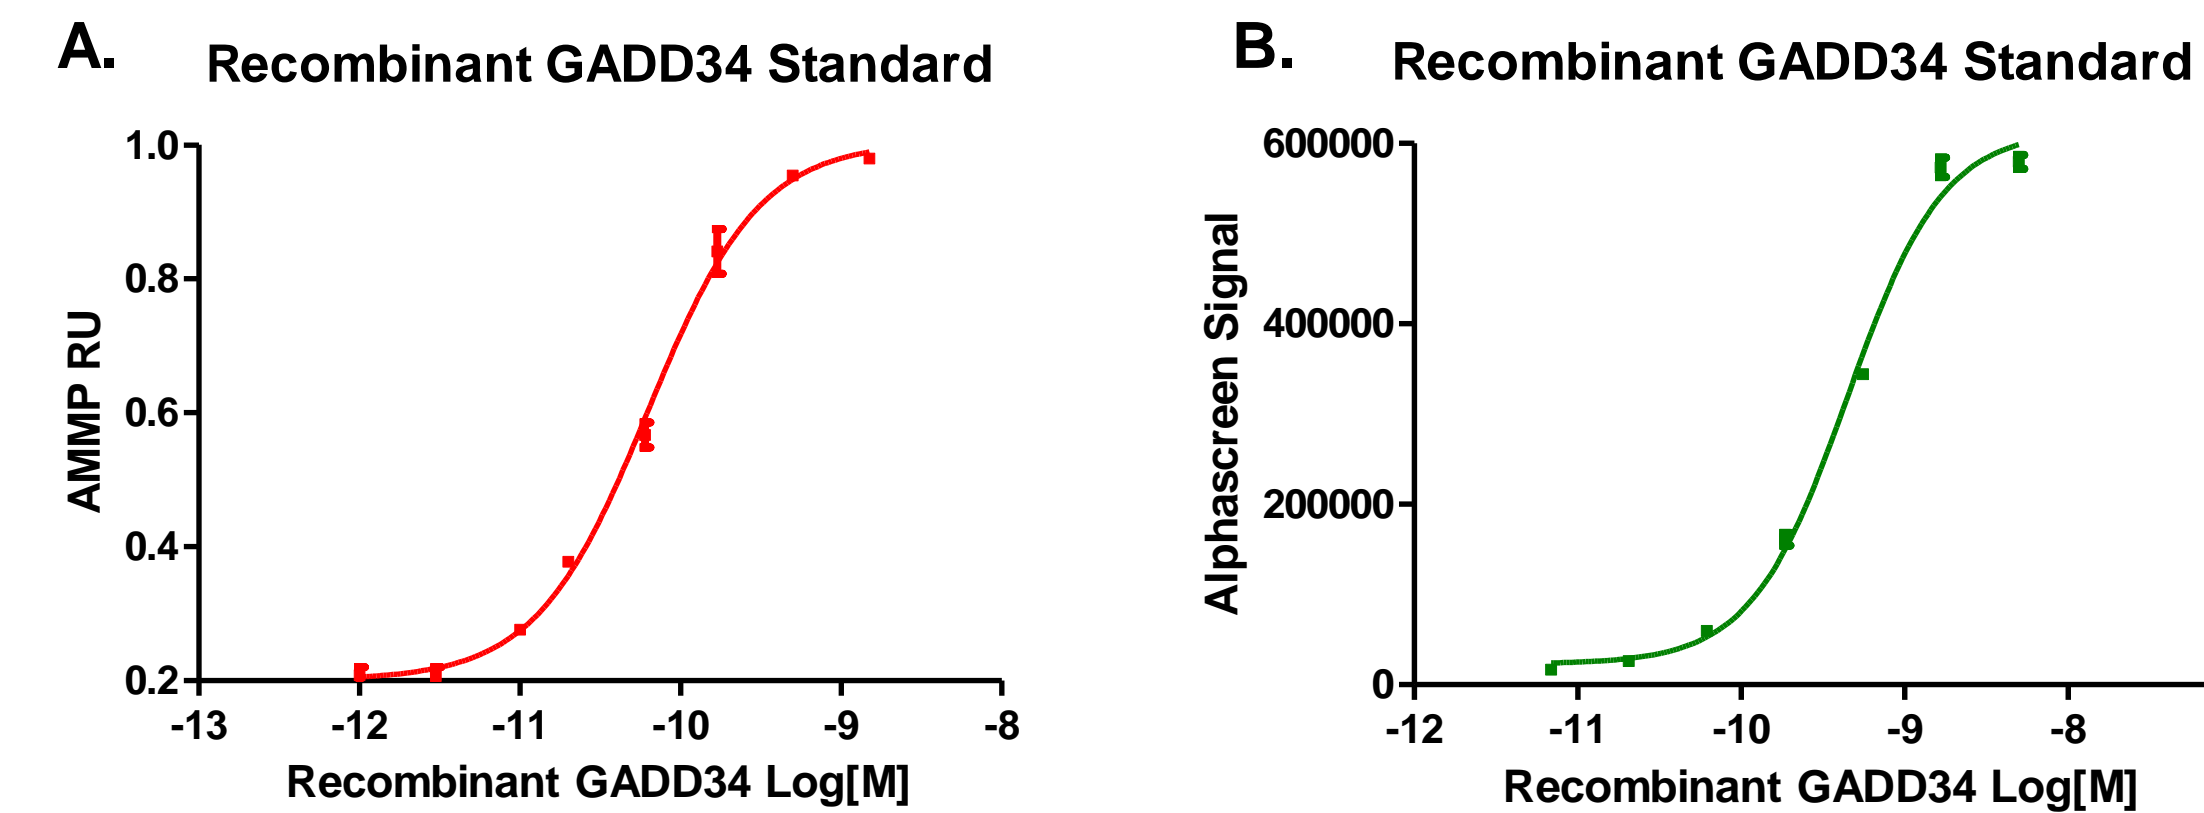 A.
Recombinant GADD34 Standard
1.0
0.8
0.6
0.4
0.2
AMMP RU
-13 -12 -11 -10 -9 -8
Recombinant GADD34 Log[M]
B.
Recombinant GADD34 Standard
600000
400000
200000
0
Alphascreen Signal
-12 -11 -10 -9 -8
Recombinant GADD34 Log[M]